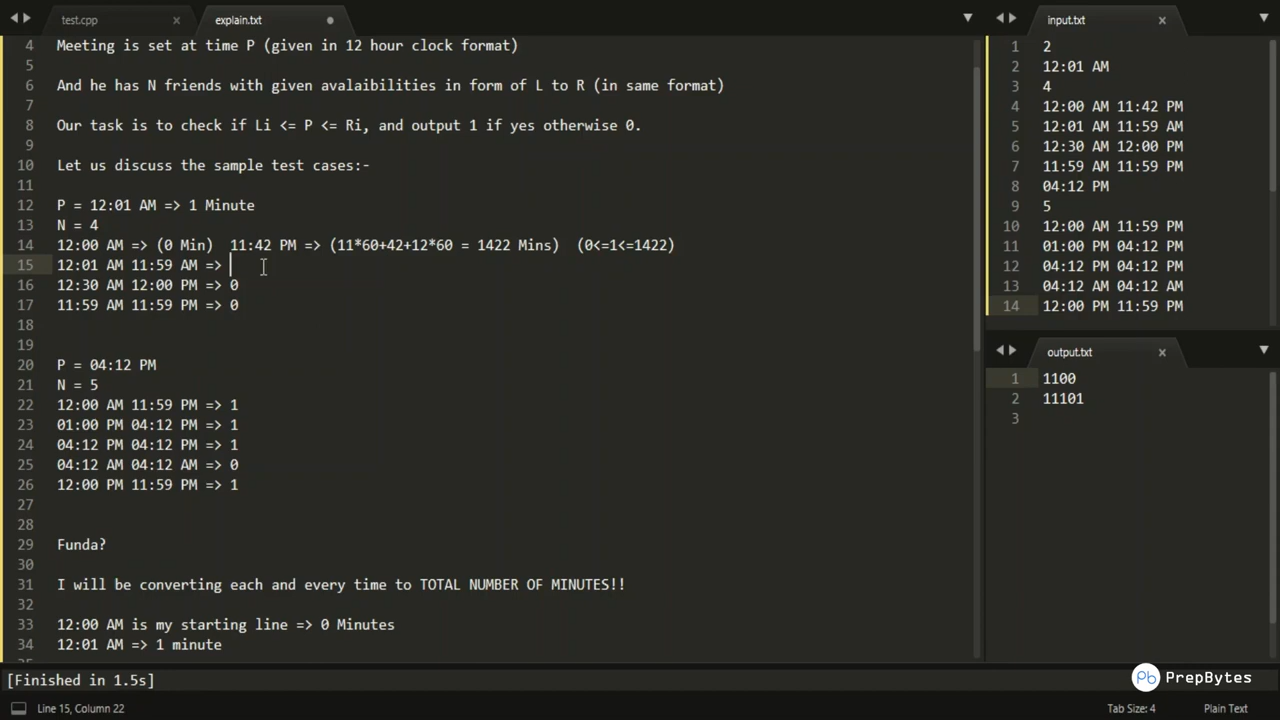 test.cpp
explain.txt
4 Meeting is set at time P (given in 12 hour clock format)
5
6 And he has N friends with given avalaibilities in form of L to R (in same format)
7
8 Our task is to check if Li <= P <= Ri, and output 1 if yes otherwise 0.
9
10 Let us discuss the sample test cases:-
11
12 P = 12:01 AM => 1 Minute
13 N = 4
14 12:00 AM => (0 Min)  11:42 PM => (11*60+42+12*60 = 1422 Mins)  (0<=1<=1422)
15 12:01 AM 11:59 AM =>
16 12:30 AM 12:00 PM => 0
17 11:59 AM 11:59 PM => 0
18
19
20 P = 04:12 PM
21 N = 5
22 12:00 AM 11:59 PM => 1
23 01:00 PM 04:12 PM => 1
24 04:12 PM 04:12 PM => 1
25 04:12 AM 04:12 AM => 0
26 12:00 PM 11:59 PM => 1
27
28
29 Funda?
30
31 I will be converting each and every time to TOTAL NUMBER OF MINUTES!!
32
33 12:00 AM is my starting line => 0 Minutes
34 12:01 AM => 1 minute
input.txt
1 2
2 12:01 AM
3 4
4 12:00 AM 11:42 PM
5 12:01 AM 11:59 AM
6 12:30 AM 12:00 PM
7 11:59 AM 11:59 PM
8 04:12 PM
9 5
10 12:00 AM 11:59 PM
11 01:00 PM 04:12 PM
12 04:12 PM 04:12 PM
13 04:12 AM 04:12 AM
14 12:00 PM 11:59 PM
output.txt
1 1100
2 11101
3
[Finished in 1.5s]
Pb PrepBytes
Line 15, Column 22
Tab Size: 4
Plain Text